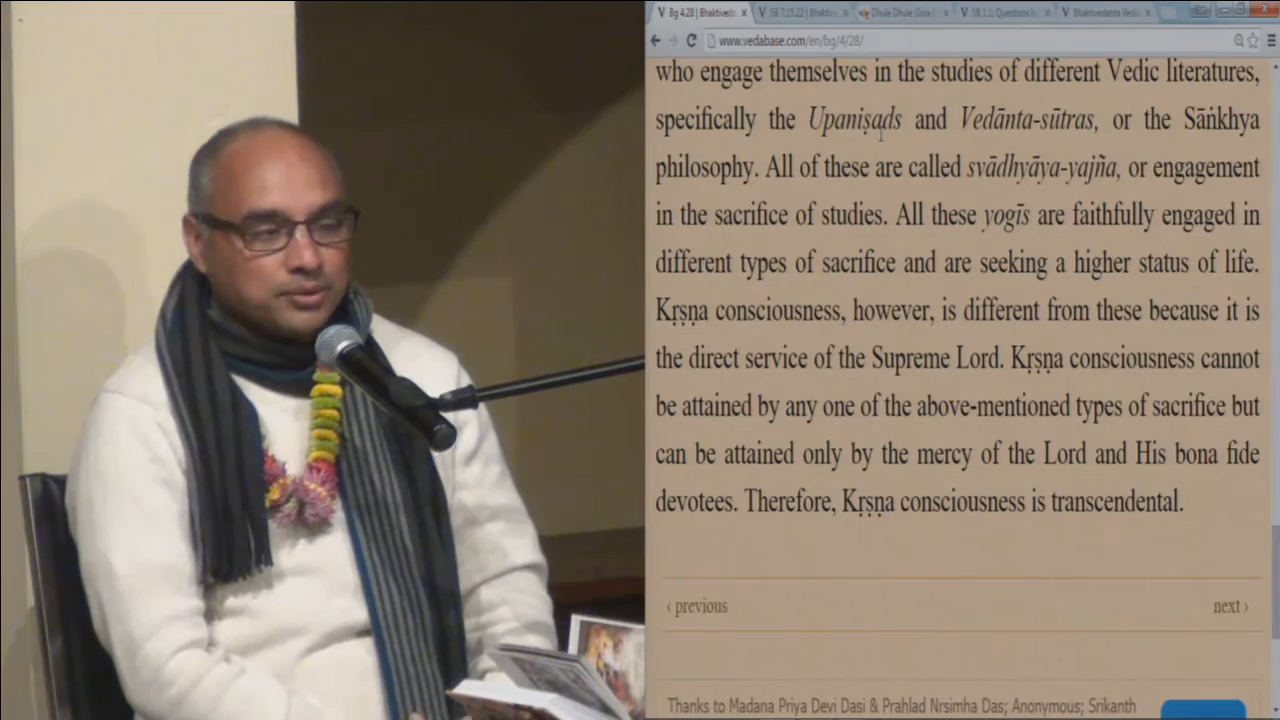 Bg 4.28 | Bhaktiveda
SB 7.15.22 | Bhaktive
Dhule Dhule Gora C
SB 1.1: Questions b
Bhaktivedanta Veda
www.vedabase.com/en/bg/4/28/
who engage themselves in the studies of different Vedic literatures,
specifically the Upaniṣads and Vedānta-sūtras, or the Sāṅkhya
philosophy. All of these are called svādhyāya-yajña, or engagement
in the sacrifice of studies. All these yogīs are faithfully engaged in
different types of sacrifice and are seeking a higher status of life.
Kṛṣṇa consciousness, however, is different from these because it is
the direct service of the Supreme Lord. Kṛṣṇa consciousness cannot
be attained by any one of the above-mentioned types of sacrifice but
can be attained only by the mercy of the Lord and His bona fide
devotees. Therefore, Kṛṣṇa consciousness is transcendental.
‹ previous
next ›
Thanks to Madana Priya Devi Dasi & Prahlad Nrsimha Das; Anonymous; Srikanth